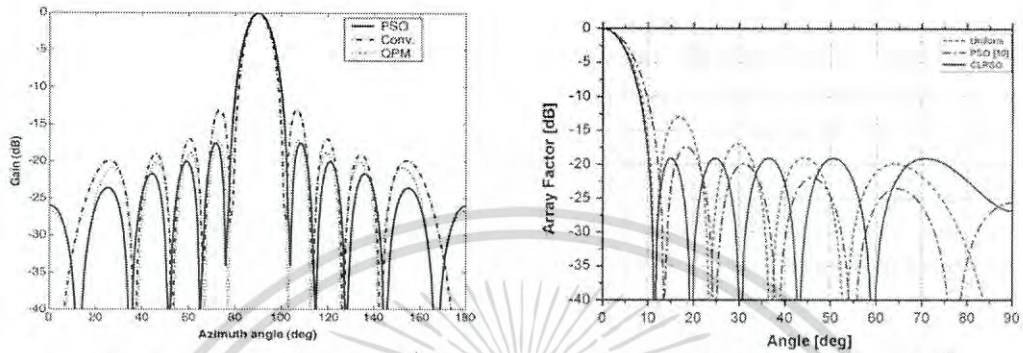 0
-5
-10
-15
-20
-25
-30
-35
-40
Gain (dB)
0 20 40 60 80 100 120 140 160 180
Azimuth angle (deg)
PSO
Conv.
QPM
0
-5
-10
-15
-20
-25
-30
-35
-40
Array Factor [dB]
0 10 20 30 40 50 60 70 80 90
Angle [deg]
Uniform
PSO [10]
CLPSO